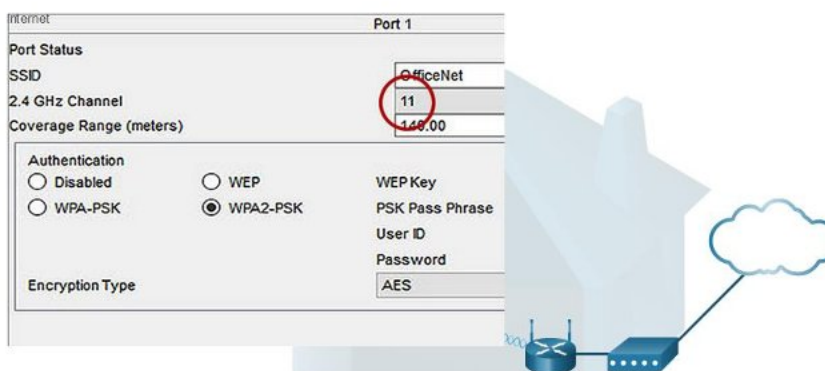 Internet
Port 1
Port Status
SSID OfficeNet
2.4 GHz Channel 11
Coverage Range (meters) 140.00
Authentication
Disabled WEP WEP Key
WPA-PSK WPA2-PSK PSK Pass Phrase
User ID
Password
Encryption Type AES